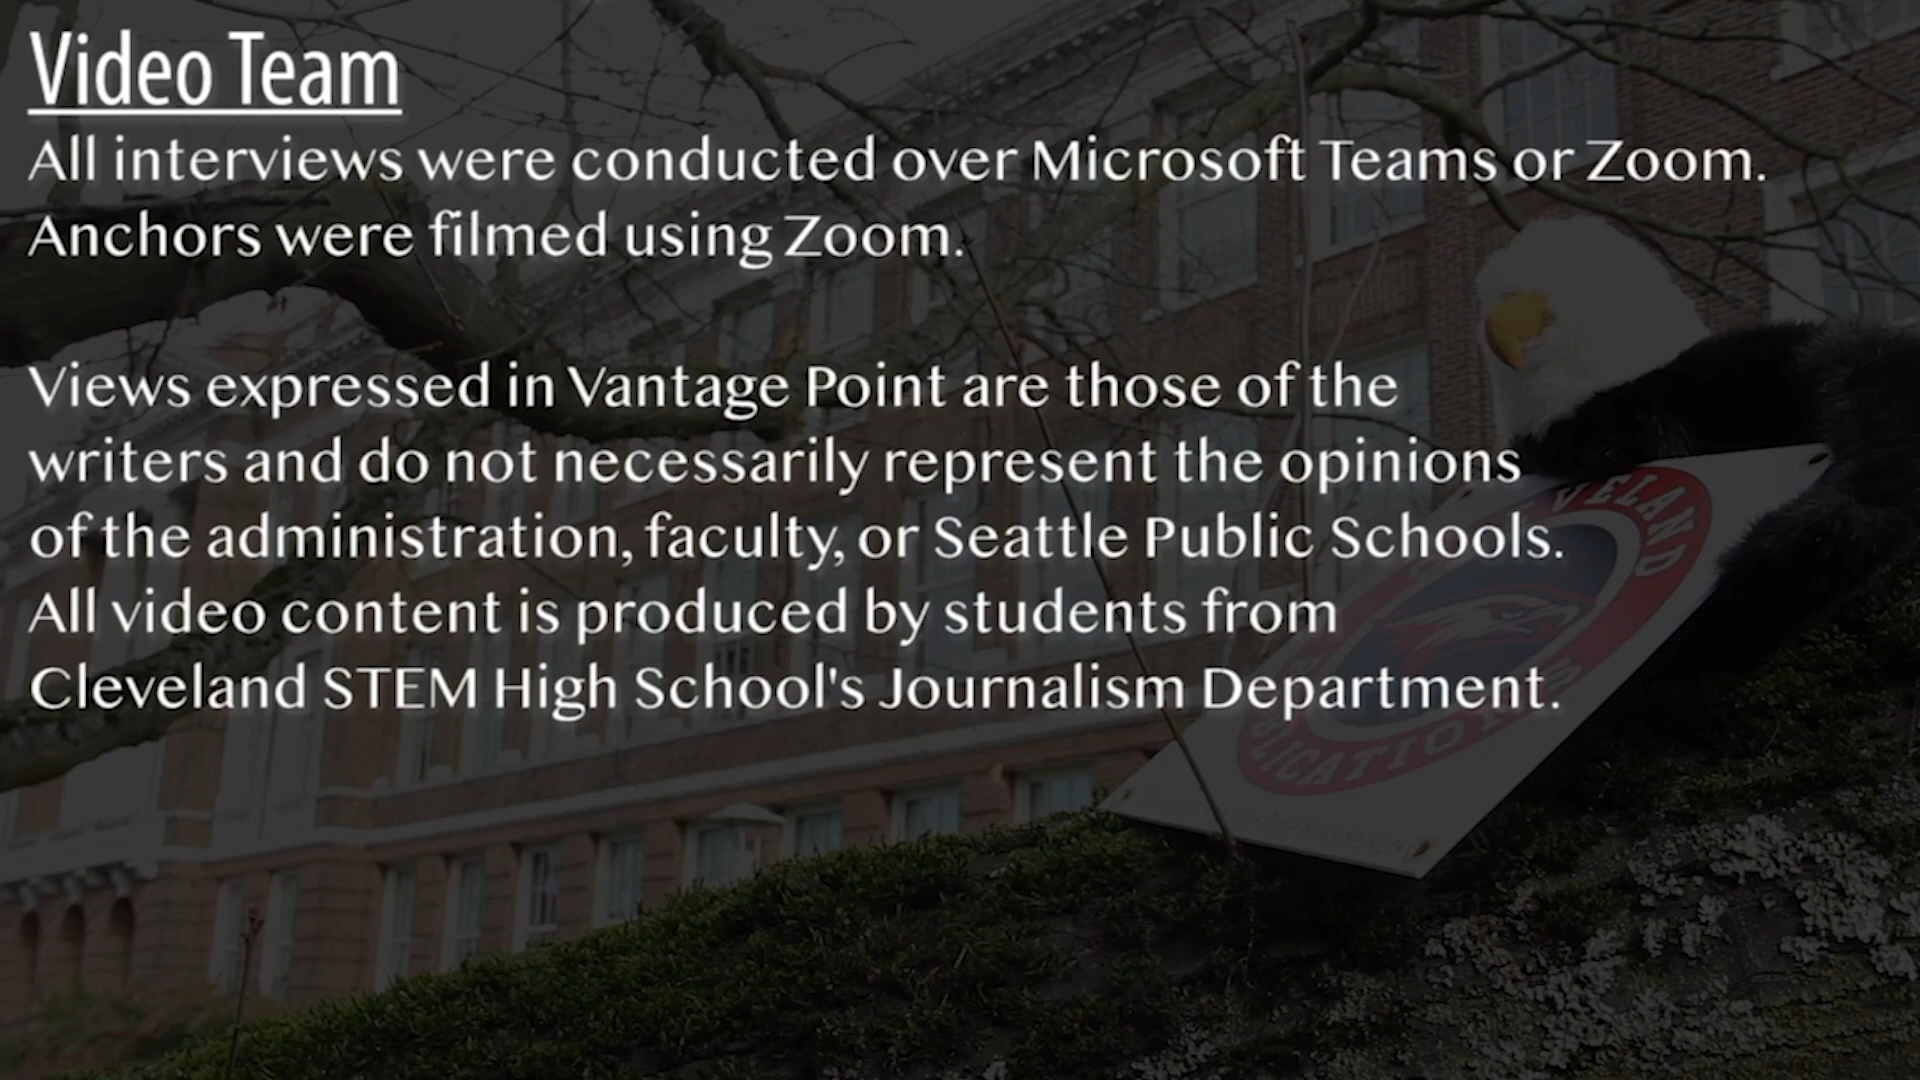 Video Team
All interviews were conducted over Microsoft Teams or Zoom.
Anchors were filmed using Zoom.
Views expressed in Vantage Point are those of the
writers and do not necessarily represent the opinions
of the administration, faculty, or Seattle Public Schools.
All video content is produced by students from
Cleveland STEM High School's Journalism Department.